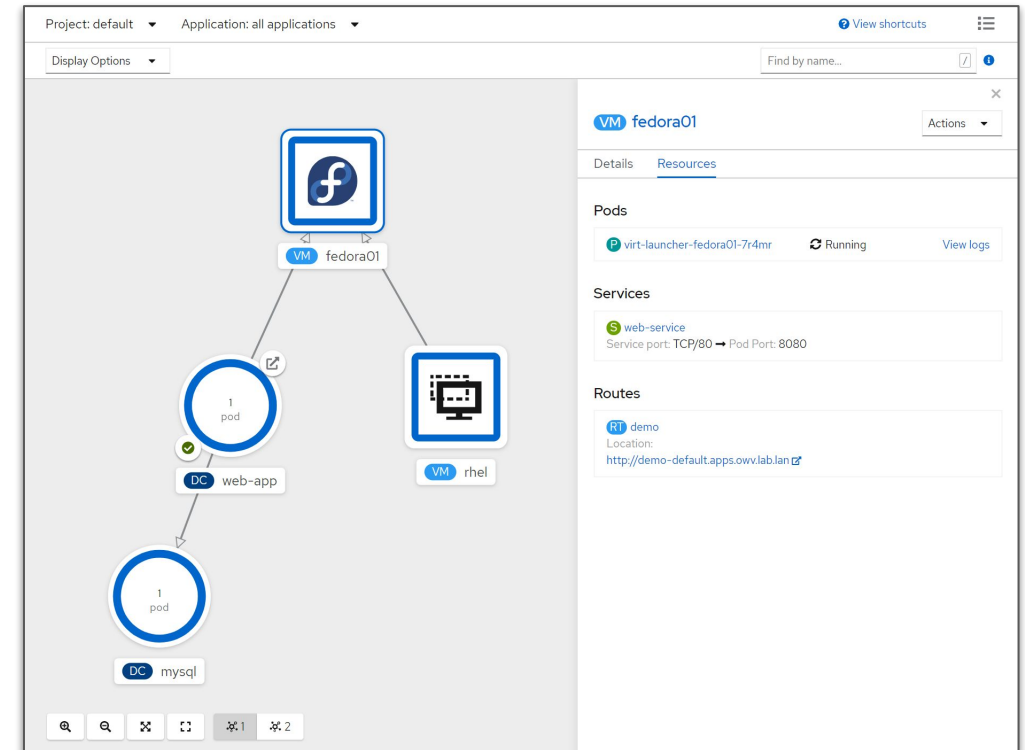 Project: default Application: all applications View shortcuts
Display Options Find by name... /
VM fedora01 Actions
Details Resources
Pods
P virt-launcher-fedora01-7r4mr Running View logs
Services
S web-service
Service port: TCP/80 → Pod Port: 8080
Routes
RT demo
Location:
http://demo-default.apps.owv.lab.lan
VM fedora01
1
pod
DC web-app
VM rhel
1
pod
DC mysql
1 2